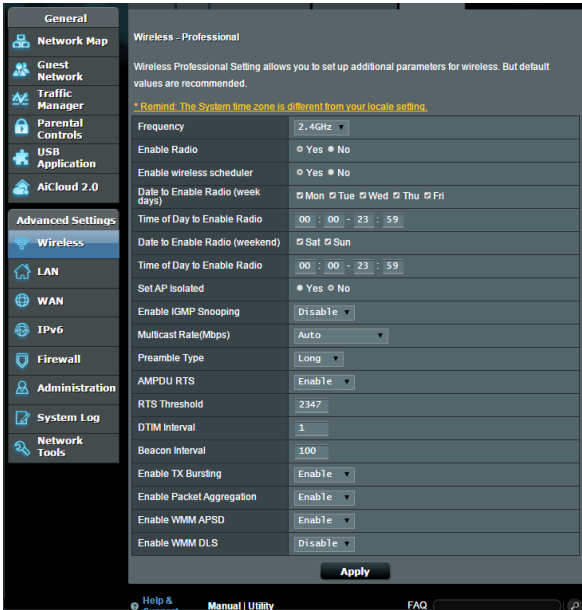 General
Network Map
Guest
Network
Traffic
Manager
Parental
Controls
USB
Application
AiCloud 2.0
Advanced Settings
Wireless
LAN
WAN
IPv6
Firewall
Administration
System Log
Network
Tools
Wireless - Professional
Wireless Professional Setting allows you to set up additional parameters for wireless. But default
values are recommended.
* Remind: The System time zone is different from your locale setting.
Frequency 2.4GHz
Enable Radio Yes No
Enable wireless scheduler Yes No
Date to Enable Radio (week
days) Mon Tue Wed Thu Fri
Time of Day to Enable Radio 00 : 00 - 23 : 59
Date to Enable Radio (weekend) Sat Sun
Time of Day to Enable Radio 00 : 00 - 23 : 59
Set AP Isolated Yes No
Enable IGMP Snooping Disable
Multicast Rate(Mbps) Auto
Preamble Type Long
AMPDU RTS Enable
RTS Threshold 2347
DTIM Interval 1
Beacon Interval 100
Enable TX Bursting Enable
Enable Packet Aggregation Enable
Enable WMM APSD Enable
Enable WMM DLS Disable
Apply
Help &
Manual | Utility FAQ